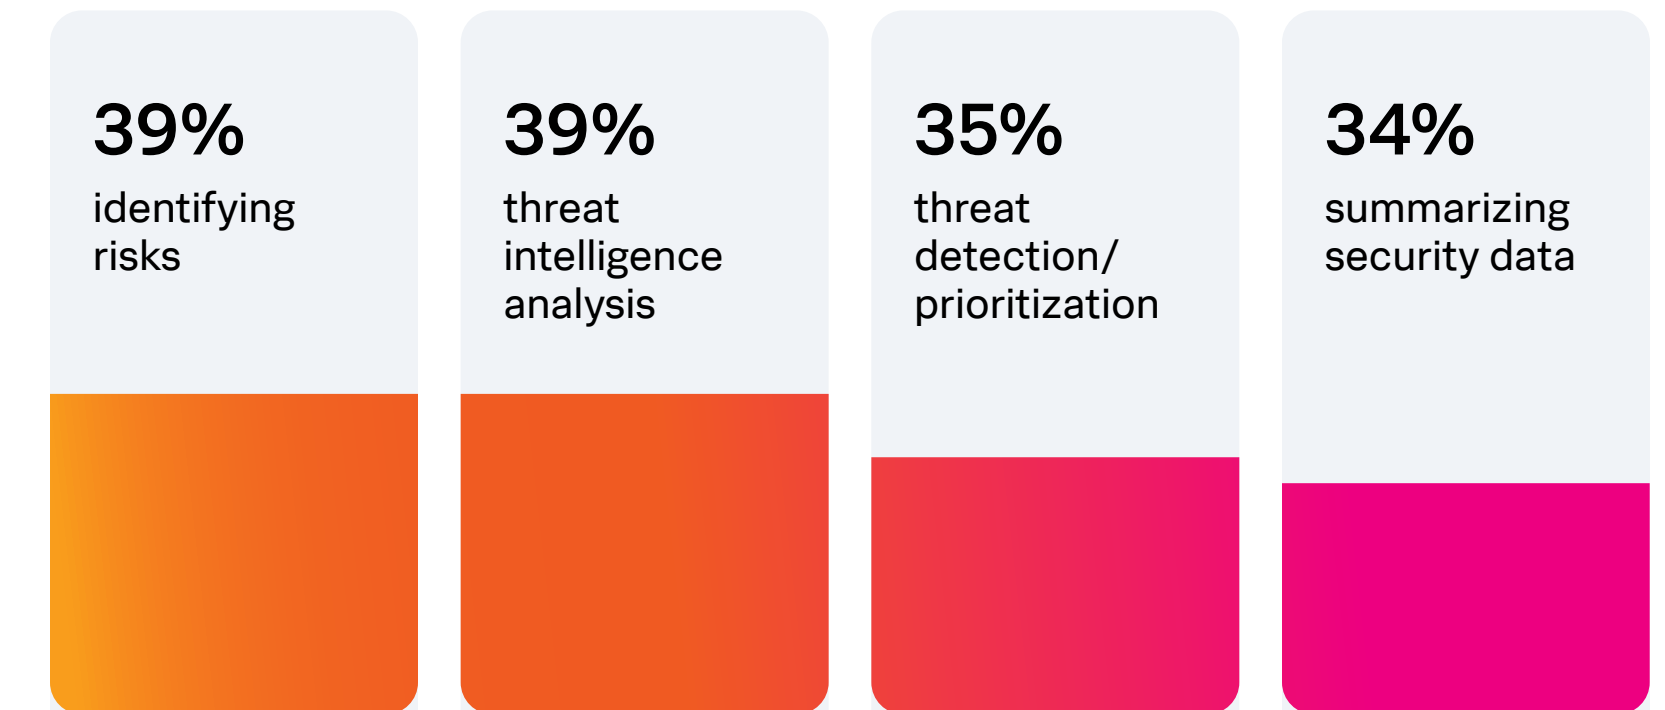 39%
identifying
risks
39%
threat
intelligence
analysis
35%
threat
detection/
prioritization
34%
summarizing
security data